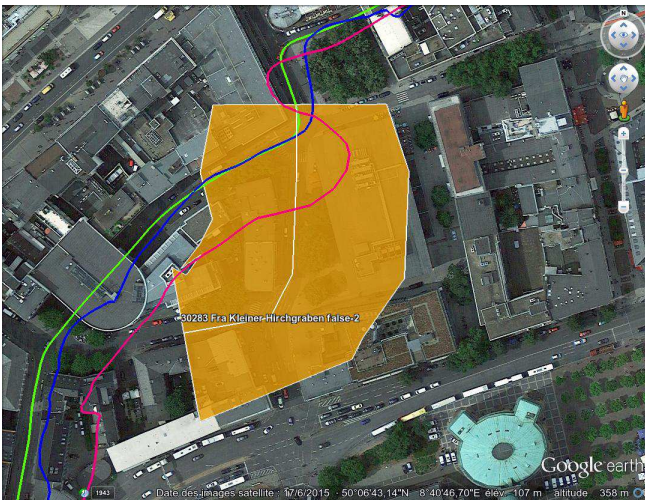 N
30283 Fra Kleiner Hirchgraben false-2
Google earth
1943
Date des images satellite : 17/6/2015 50°06'43,14"N 8°40'46,70"E élév. 107 m altitude 358 m